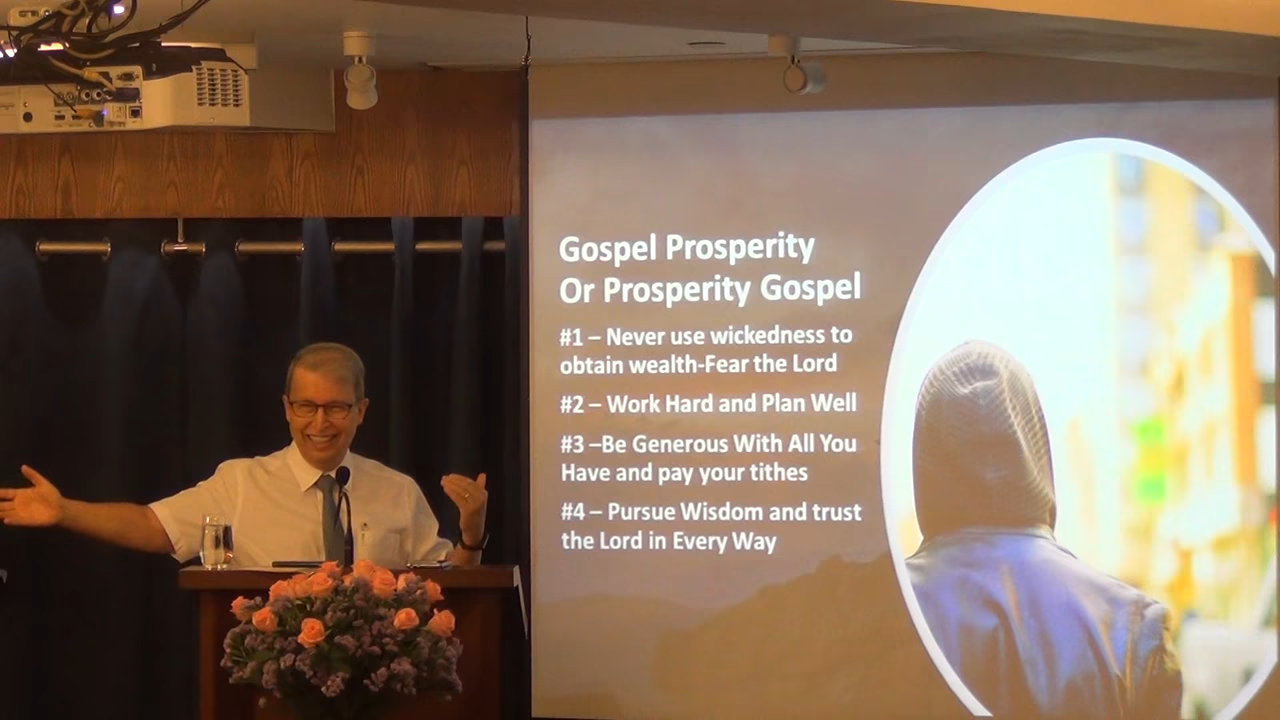 Gospel Prosperity
Or Prosperity Gospel
#1 – Never use wickedness to
obtain wealth-Fear the Lord
#2 – Work Hard and Plan Well
#3 –Be Generous With All You
Have and pay your tithes
#4 – Pursue Wisdom and trust
the Lord in Every Way